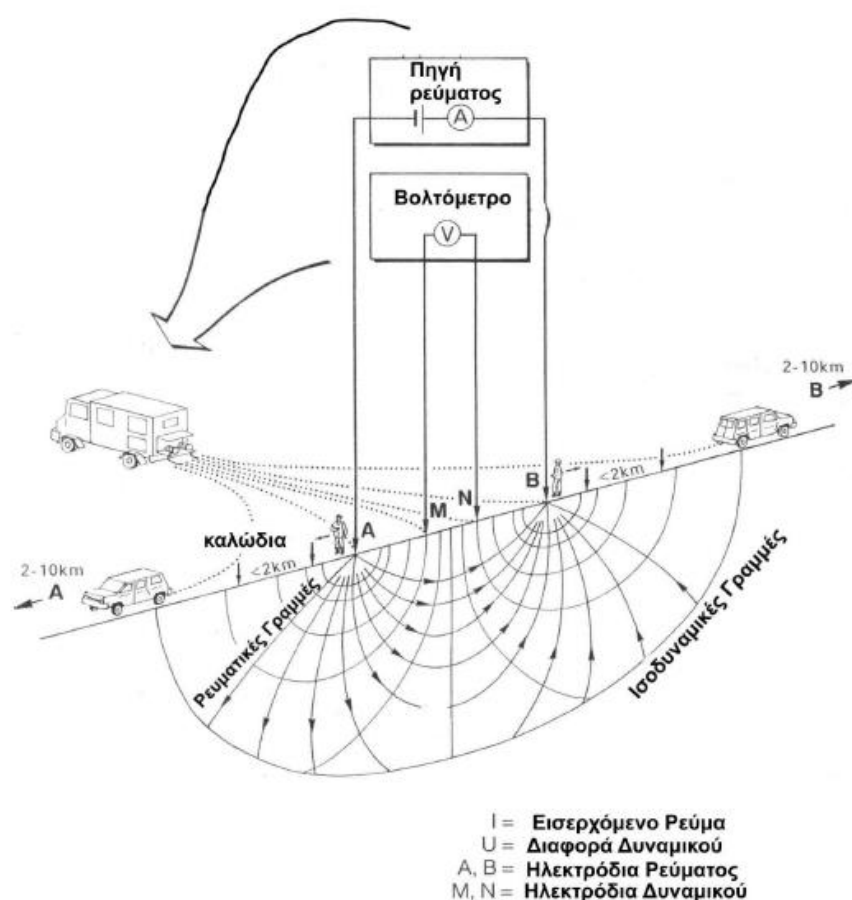 Πηγή
ρεύματος
A
Βολτόμετρο
V
2-10km
B
B
<2km
N
M
A
καλώδια
<2km
2-10km
A
Ρευματικές Γραμμές
Ισοδυναμικές Γραμμές
I = Εισερχόμενο Ρεύμα
U = Διαφορά Δυναμικού
A, B = Ηλεκτρόδια Ρεύματος
M, N = Ηλεκτρόδια Δυναμικού